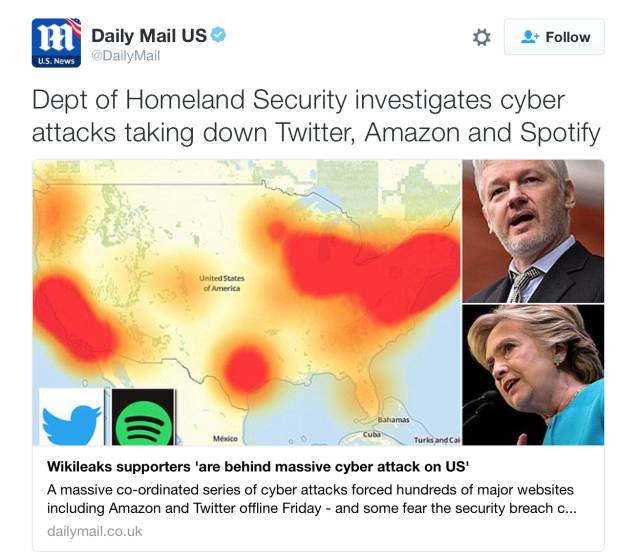 Daily Mail US
@DailyMail
U.S. News
Follow
Dept of Homeland Security investigates cyber
attacks taking down Twitter, Amazon and Spotify
United States
of America
Bahamas
México
Cuba
Turks and Cai
Wikileaks supporters 'are behind massive cyber attack on US'
A massive co-ordinated series of cyber attacks forced hundreds of major websites
including Amazon and Twitter offline Friday - and some fear the security breach c...
dailymail.co.uk